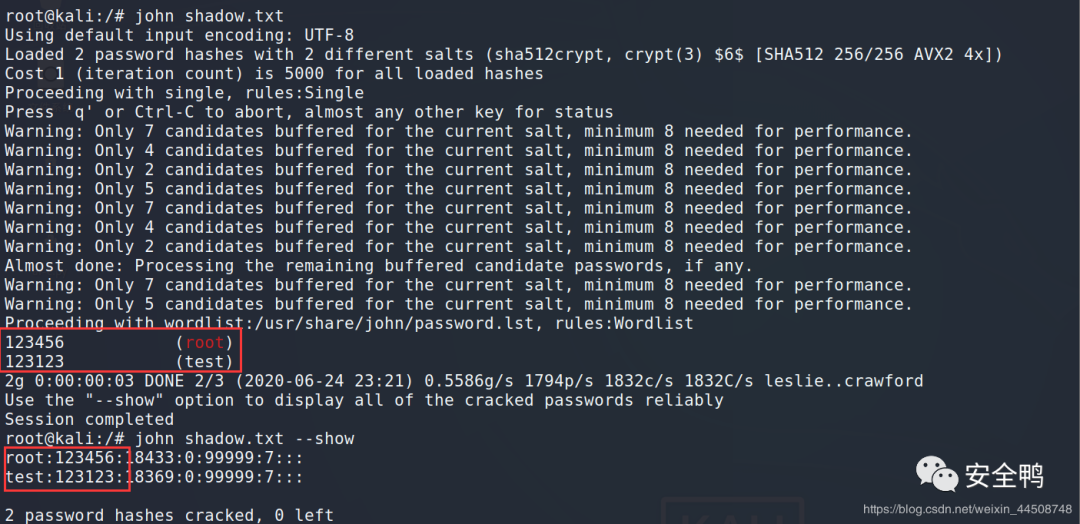 root@kali:/# john shadow.txt
Using default input encoding: UTF-8
Loaded 2 password hashes with 2 different salts (sha512crypt, crypt(3) $6$ [SHA512 256/256 AVX2 4x])
Cost 1 (iteration count) is 5000 for all loaded hashes
Proceeding with single, rules:Single
Press 'q' or Ctrl-C to abort, almost any other key for status
Warning: Only 7 candidates buffered for the current salt, minimum 8 needed for performance.
Warning: Only 4 candidates buffered for the current salt, minimum 8 needed for performance.
Warning: Only 2 candidates buffered for the current salt, minimum 8 needed for performance.
Warning: Only 5 candidates buffered for the current salt, minimum 8 needed for performance.
Warning: Only 7 candidates buffered for the current salt, minimum 8 needed for performance.
Warning: Only 4 candidates buffered for the current salt, minimum 8 needed for performance.
Warning: Only 2 candidates buffered for the current salt, minimum 8 needed for performance.
Almost done: Processing the remaining buffered candidate passwords, if any.
Warning: Only 7 candidates buffered for the current salt, minimum 8 needed for performance.
Warning: Only 5 candidates buffered for the current salt, minimum 8 needed for performance.
Proceeding with wordlist:/usr/share/john/password.lst, rules:Wordlist
123456 (root)
123123 (test)
2g 0:00:00:03 DONE 2/3 (2020-06-24 23:21) 0.5586g/s 1794p/s 1832c/s 1832C/s leslie..crawford
Use the "--show" option to display all of the cracked passwords reliably
Session completed
root@kali:/# john shadow.txt --show
root:123456:18433:0:99999:7:::
test:123123:18369:0:99999:7:::
安全鸭
https://blog.csdn.net/weixin_44508748
2 password hashes cracked, 0 left
KALI